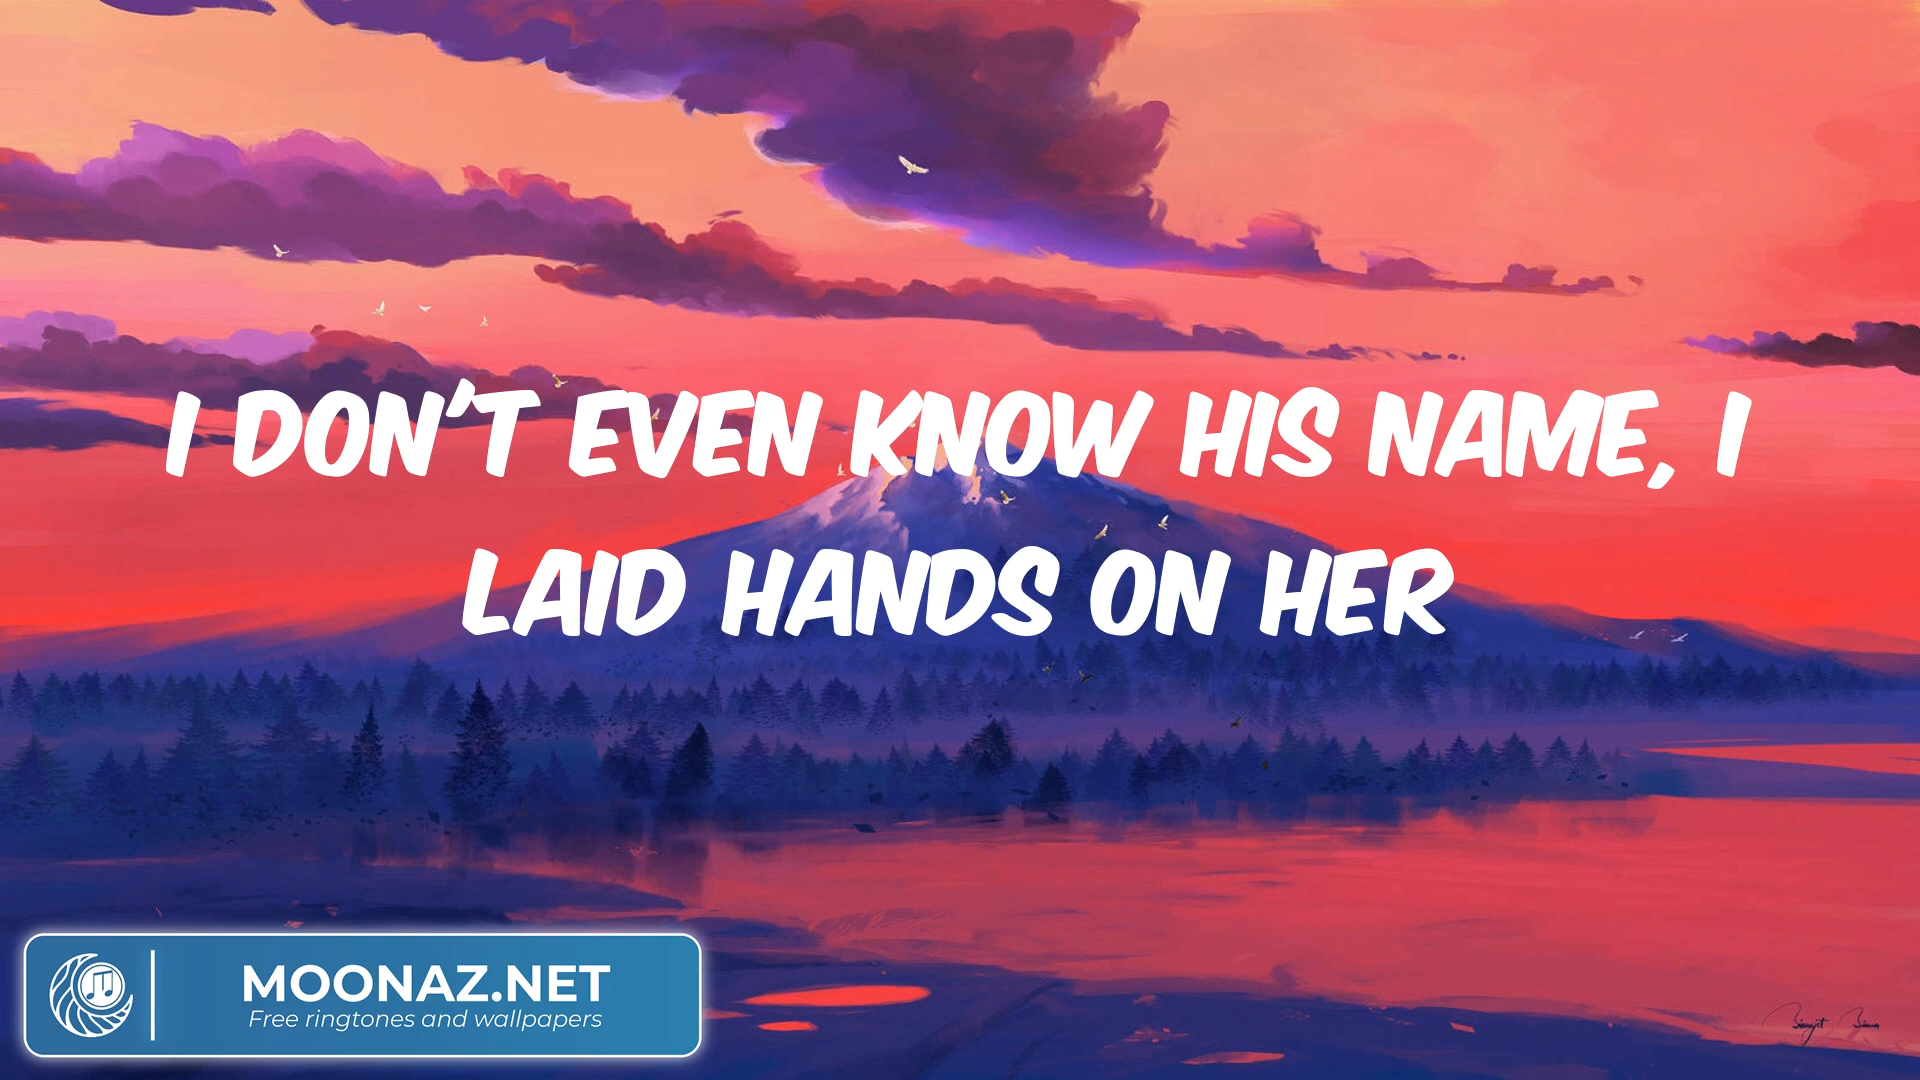 I DON'T EVEN KNOW HIS NAME, I
LAID HANDS ON HER
MOONAZ.NET
Free ringtones and wallpapers